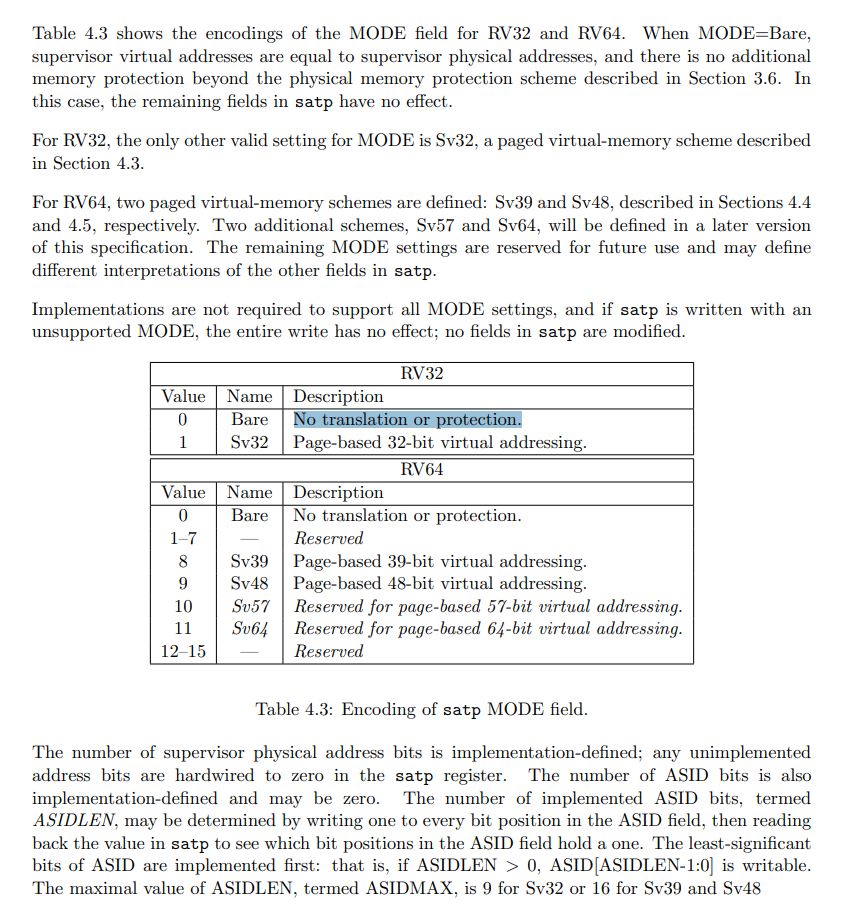 Table 4.3 shows the encodings of the MODE field for RV32 and RV64. When MODE=Bare,
supervisor virtual addresses are equal to supervisor physical addresses, and there is no additional
memory protection beyond the physical memory protection scheme described in Section 3.6. In
this case, the remaining fields in satp have no effect.
For RV32, the only other valid setting for MODE is Sv32, a paged virtual-memory scheme described
in Section 4.3.
For RV64, two paged virtual-memory schemes are defined: Sv39 and Sv48, described in Sections 4.4
and 4.5, respectively. Two additional schemes, Sv57 and Sv64, will be defined in a later version
of this specification. The remaining MODE settings are reserved for future use and may define
different interpretations of the other fields in satp.
Implementations are not required to support all MODE settings, and if satp is written with an
unsupported MODE, the entire write has no effect; no fields in satp are modified.
RV32
Value Name Description
0 Bare No translation or protection.
1 Sv32 Page-based 32-bit virtual addressing.
RV64
Value Name Description
0 Bare No translation or protection.
1–7 — Reserved
8 Sv39 Page-based 39-bit virtual addressing.
9 Sv48 Page-based 48-bit virtual addressing.
10 Sv57 Reserved for page-based 57-bit virtual addressing.
11 Sv64 Reserved for page-based 64-bit virtual addressing.
12–15 — Reserved
Table 4.3: Encoding of satp MODE field.
The number of supervisor physical address bits is implementation-defined; any unimplemented
address bits are hardwired to zero in the satp register. The number of ASID bits is also
implementation-defined and may be zero. The number of implemented ASID bits, termed
ASIDLEN, may be determined by writing one to every bit position in the ASID field, then reading
back the value in satp to see which bit positions in the ASID field hold a one. The least-significant
bits of ASID are implemented first: that is, if ASIDLEN > 0, ASID[ASIDLEN-1:0] is writable.
The maximal value of ASIDLEN, termed ASIDMAX, is 9 for Sv32 or 16 for Sv39 and Sv48